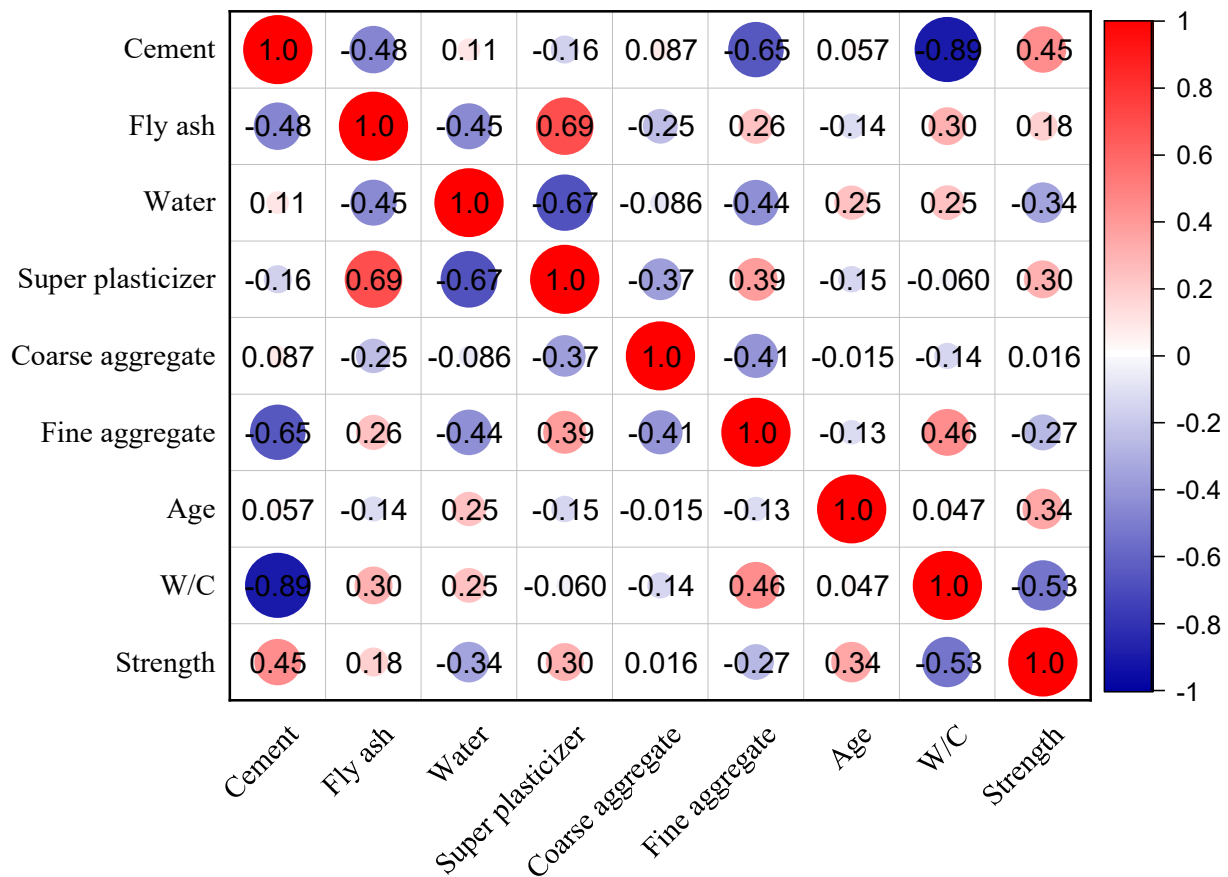 Cement 1.0 -0.48 0.11 -0.16 0.087 -0.65 0.057 -0.89 0.45
Fly ash -0.48 1.0 -0.45 0.69 -0.25 0.26 -0.14 0.30 0.18
Water 0.11 -0.45 1.0 -0.67 -0.086 -0.44 0.25 0.25 -0.34
Super plasticizer -0.16 0.69 -0.67 1.0 -0.37 0.39 -0.15 -0.060 0.30
Coarse aggregate 0.087 -0.25 -0.086 -0.37 1.0 -0.41 -0.015 -0.14 0.016
Fine aggregate -0.65 0.26 -0.44 0.39 -0.41 1.0 -0.13 0.46 -0.27
Age 0.057 -0.14 0.25 -0.15 -0.015 -0.13 1.0 0.047 0.34
W/C -0.89 0.30 0.25 -0.060 -0.14 0.46 0.047 1.0 -0.53
Strength 0.45 0.18 -0.34 0.30 0.016 -0.27 0.34 -0.53 1.0
Cement
Fly ash
Water
Super plasticizer
Coarse aggregate
Fine aggregate
Age
W/C
Strength
1
0.8
0.6
0.4
0.2
0
-0.2
-0.4
-0.6
-0.8
-1